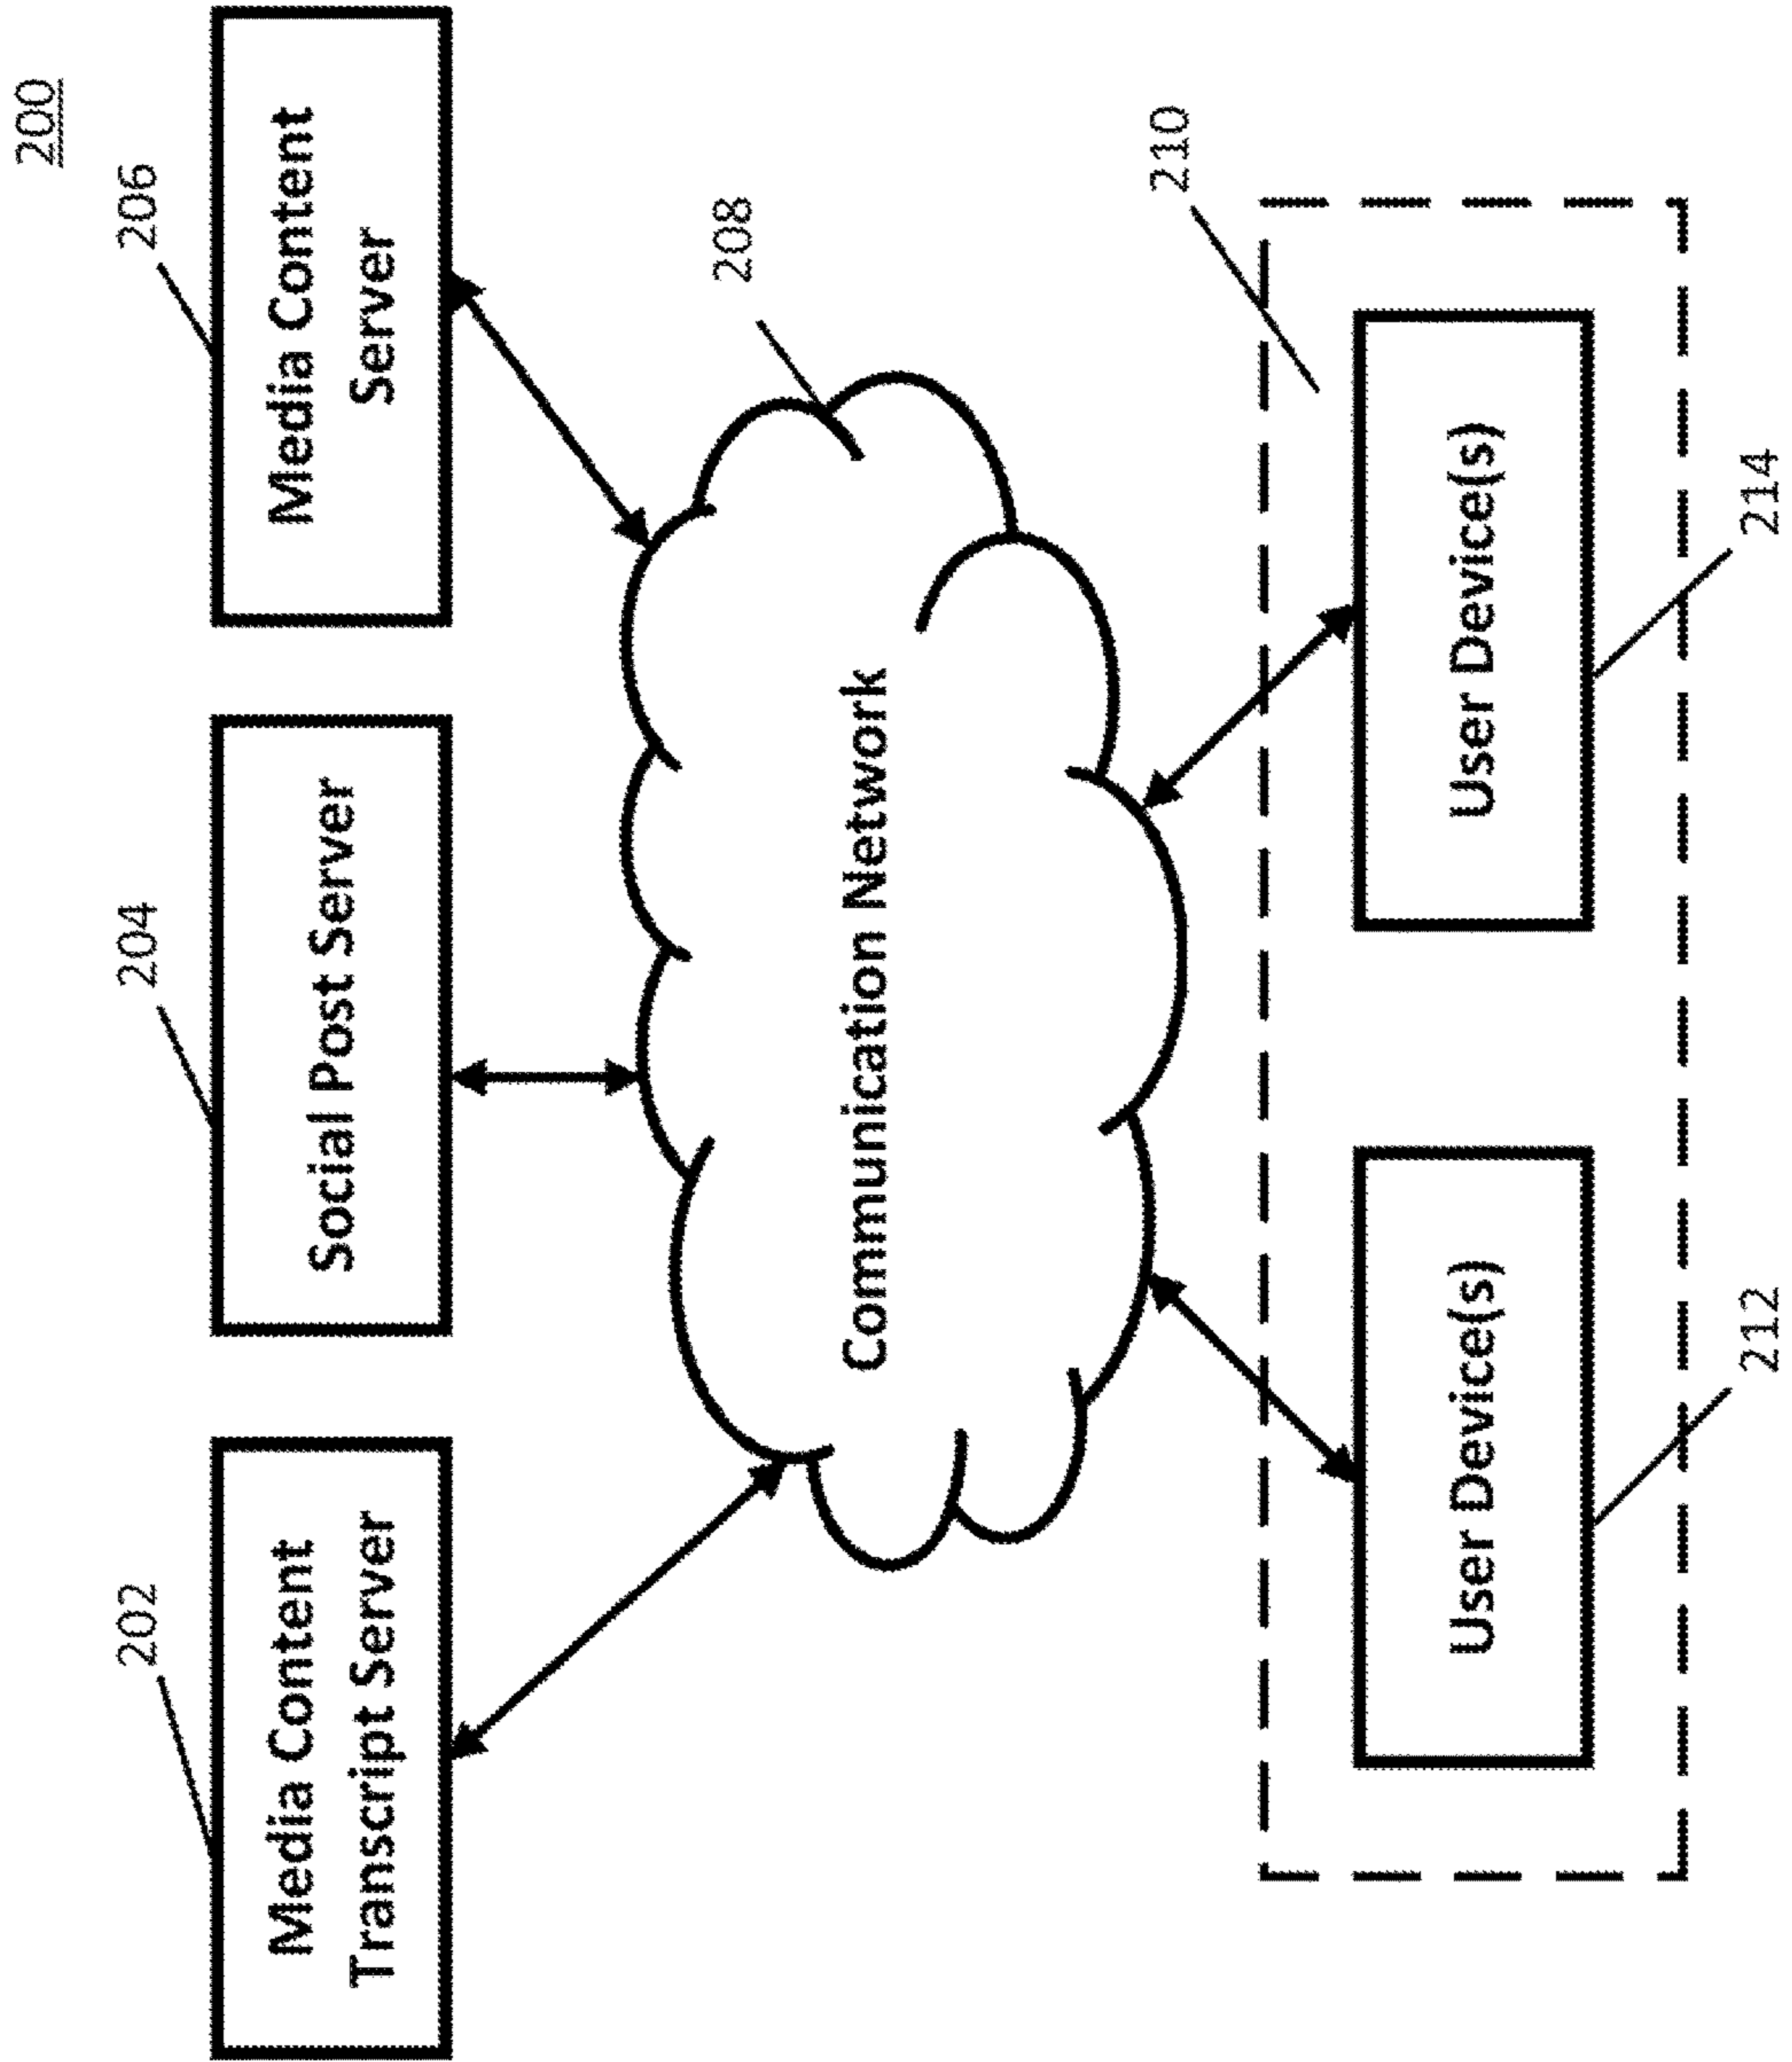 200
202
204
206
Media Content
Transcript Server
Social Post Server
Media Content
Server
208
Communication Network
210
User Device(s)
User Device(s)
212
214